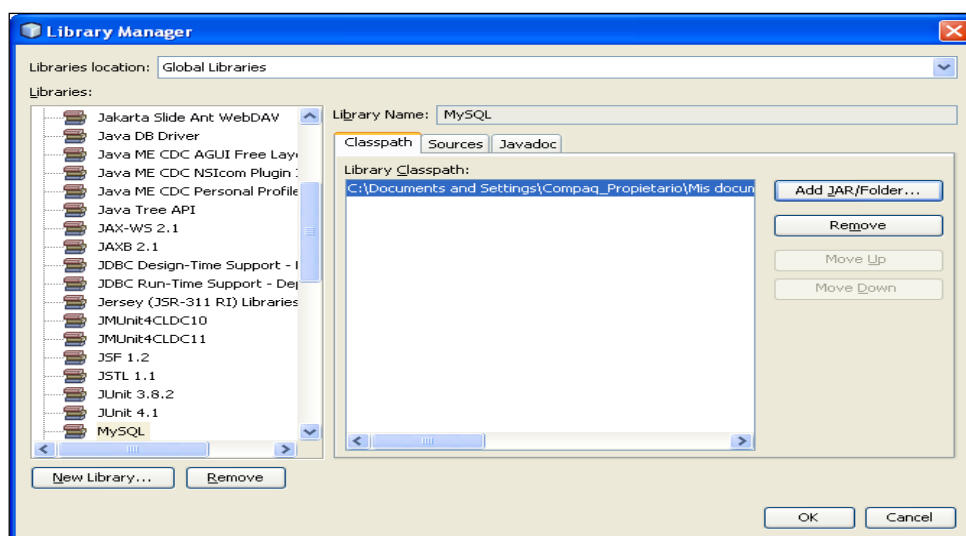 Library Manager
Libraries location: Global Libraries
Libraries:
Jakarta Slide Ant WebDAV
Java DB Driver
Java ME CDC AGUI Free Layo
Java ME CDC NSIcom Plugin 1
Java ME CDC Personal Profile
Java Tree API
JAX-WS 2.1
JAXB 2.1
JDBC Design-Time Support - I
JDBC Run-Time Support - Dep
Jersey (JSR-311 RI) Libraries
JMUnit4CLDC10
JMUnit4CLDC11
JSF 1.2
JSTL 1.1
JUnit 3.8.2
JUnit 4.1
MySQL
New Library...
Remove
Library Name: MySQL
Classpath Sources Javadoc
Library Classpath:
C:\Documents and Settings\Compaq_Propietario\Mis docum
Add JAR/Folder...
Remove
Move Up
Move Down
OK Cancel